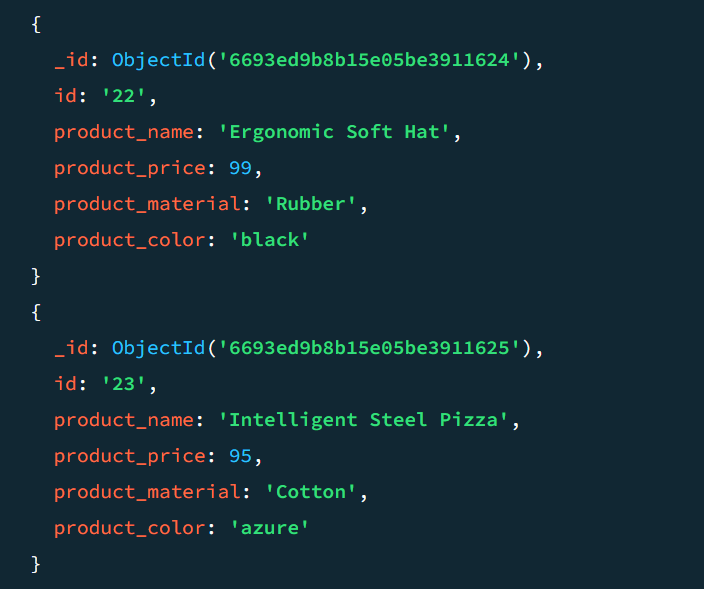 {
_id: ObjectId('6693ed9b8b15e05be3911624'),
id: '22',
product_name: 'Ergonomic Soft Hat',
product_price: 99,
product_material: 'Rubber',
product_color: 'black'
}
{
_id: ObjectId('6693ed9b8b15e05be3911625'),
id: '23',
product_name: 'Intelligent Steel Pizza',
product_price: 95,
product_material: 'Cotton',
product_color: 'azure'
}